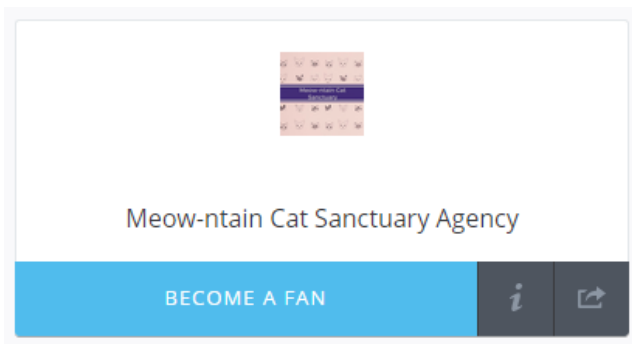 Meow-ntain Cat
Sanctuary
Meow-ntain Cat Sanctuary Agency
BECOME A FAN
i